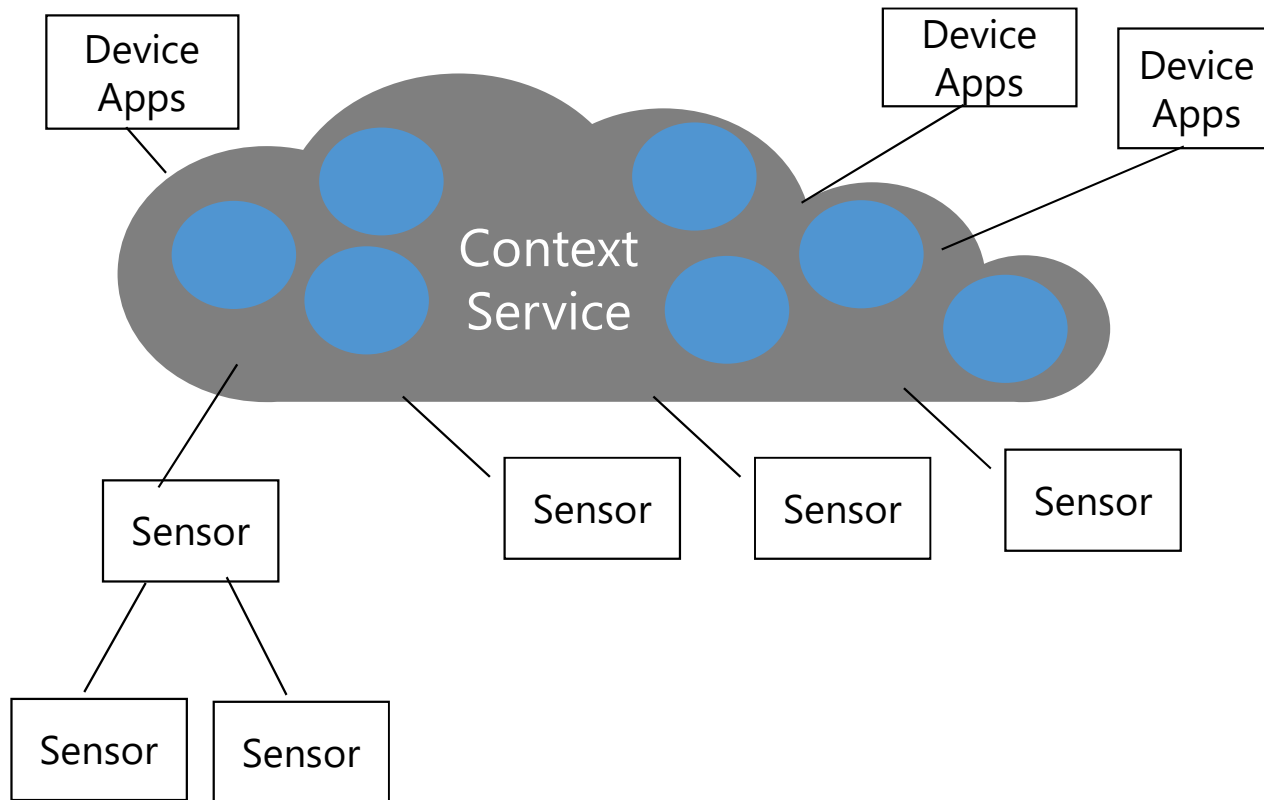 Device
Apps
Device
Apps
Device
Apps
Context
Service
Sensor
Sensor
Sensor
Sensor
Sensor
Sensor